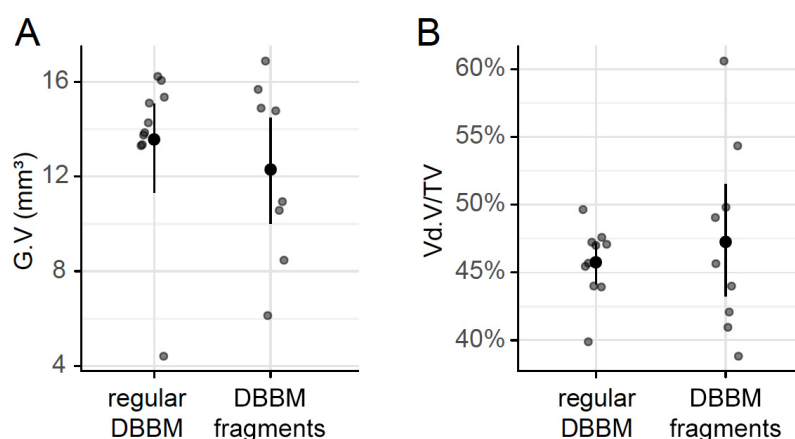 A
G.V (mm³)
16
12
8
4
regular
DBBM
DBBM
fragments
B
Vd.V/TV
60%
55%
50%
45%
40%
regular
DBBM
DBBM
fragments